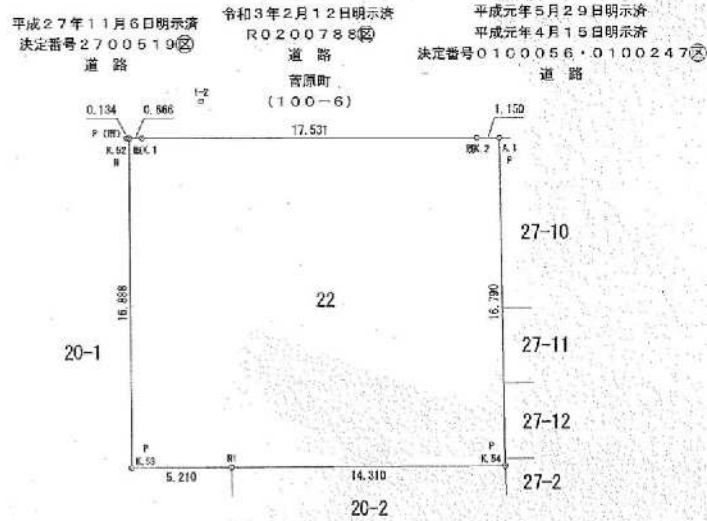 平成27年11月6日明示済
決定番号2700519区
道 路
令和3年2月12日明示済
R0200788区
道 路
菅原町
(100-6)
平成元年5月29日明示済
平成元年4月15日明示済
決定番号0100056・0100247区
道 路
0.134
0.866
1-2
17.531
1.150
K.52
K.1
K.2
A.1
P
27-10
16.888
22
16.790
20-1
27-11
27-12
P
K.53
5.210
14.310
P
K.54
27-2
20-2